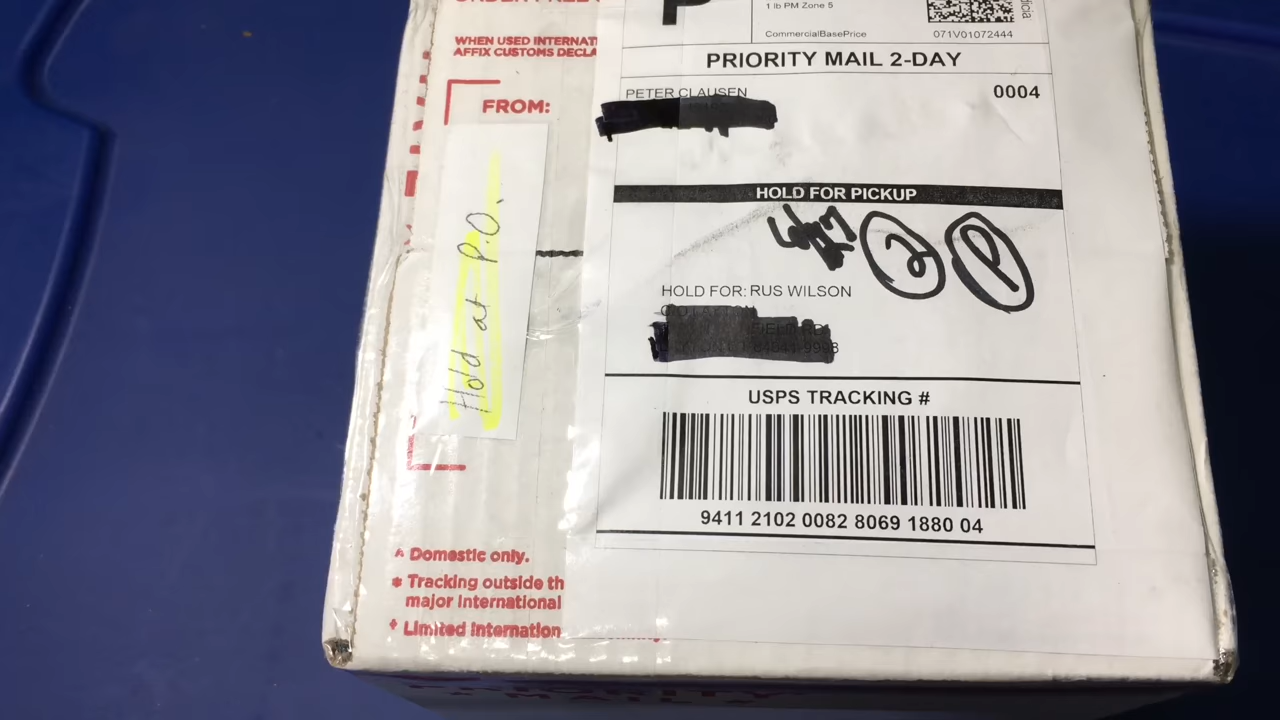 WHEN USED INTERNATI
AFFIX CUSTOMS DECLA
FROM:
Hold at P.O.
Domestic only.
* Tracking outside th
major International
Limited Internation
P
1 lb PM Zone 5
CommercialBasePrice
071V01072444
PRIORITY MAIL 2-DAY
PETER CLAUSEN
0004
HOLD FOR PICKUP
2 P
HOLD FOR: RUS WILSON
USPS TRACKING #
9411 2102 0082 8069 1880 04